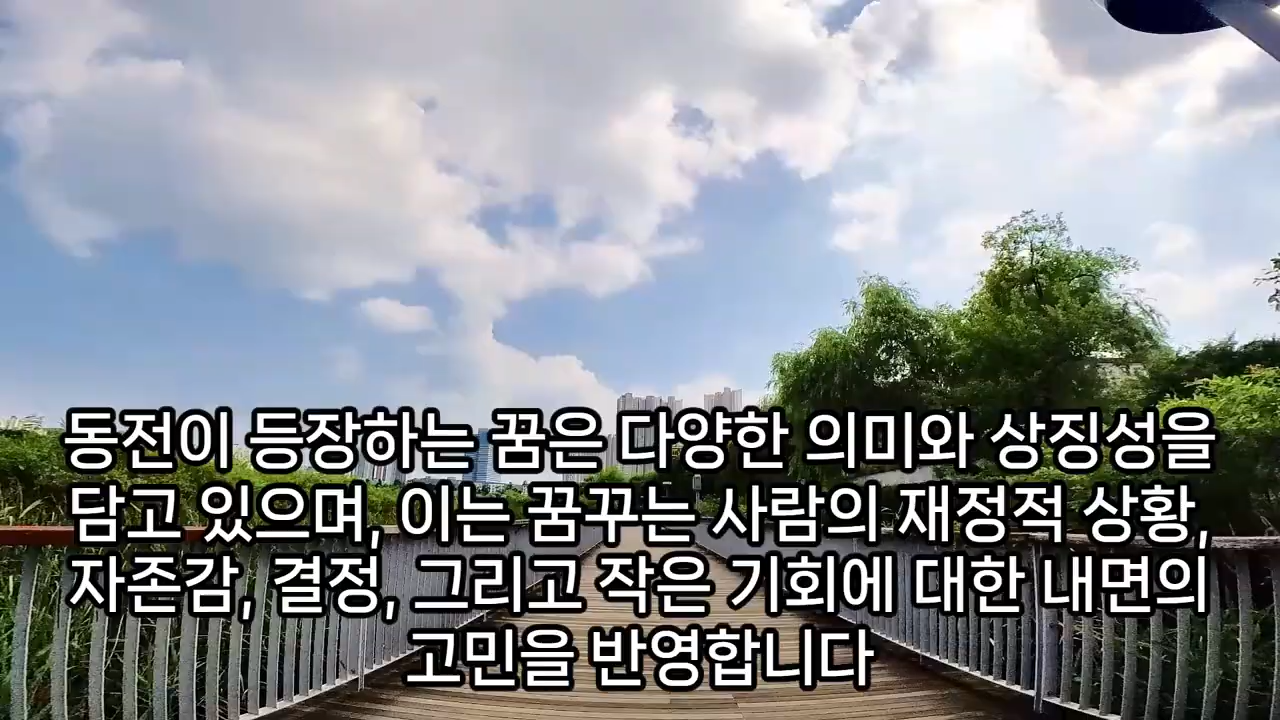 동전이 등장하는 꿈은 다양한 의미와 상징성을
담고 있으며, 이는 꿈꾸는 사람의 재정적 상황,
자존감, 결정, 그리고 작은 기회에 대한 내면의
고민을 반영합니다